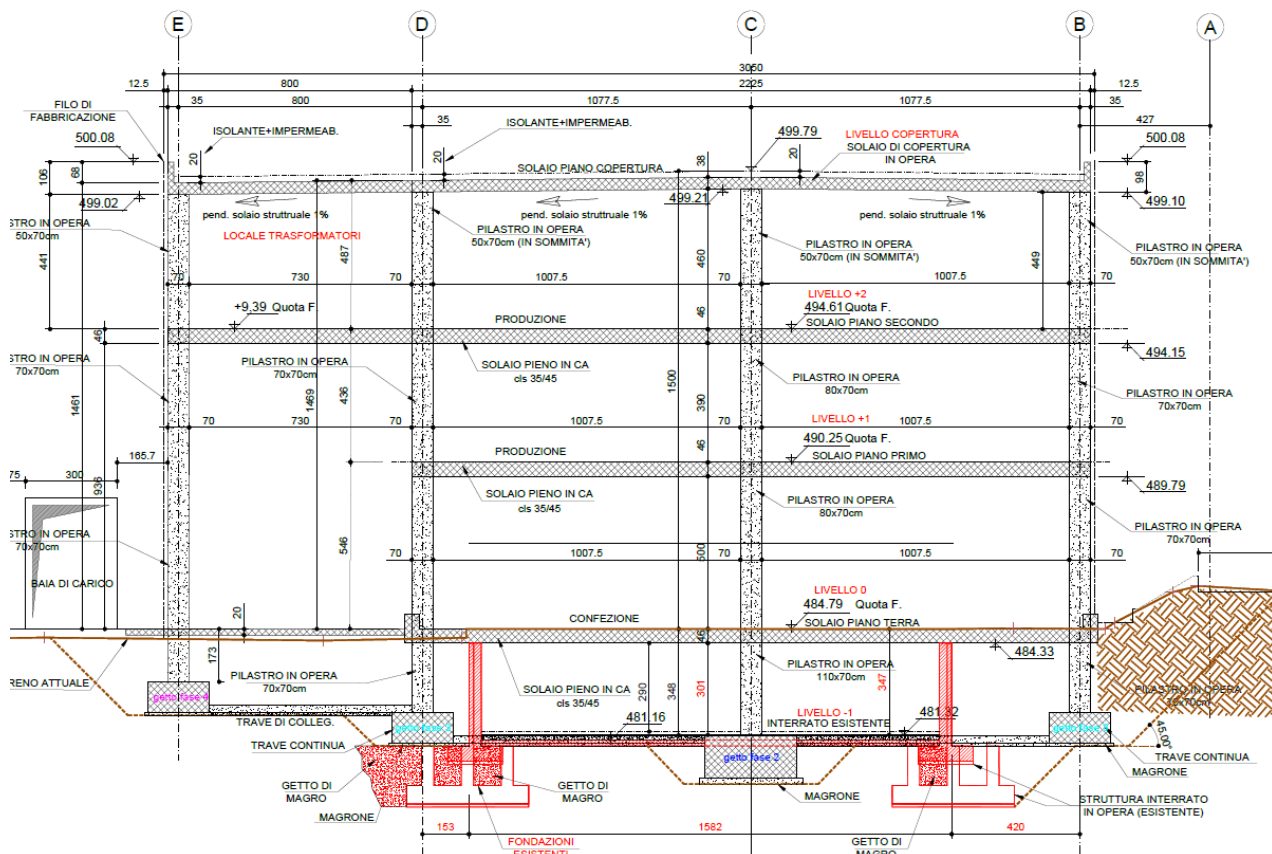 E D C B A
3050
12.5 800 2225 12.5
35 800 1077.5 1077.5 35
FILO DI
FABBRICAZIONE
35
427
500.08
ISOLANTE+IMPERMEAB.
ISOLANTE+IMPERMEAB.
499.79
LIVELLO COPERTURA
SOLAIO DI COPERTURA
IN OPERA
500.08
106
68
20
20
SOLAIO PIANO COPERTURA
38
20
98
499.02
499.21
499.10
pend. solaio struttruale 1%
pend. solaio struttruale 1%
pend. solaio struttruale 1%
STRO IN OPERA
50x70cm
LOCALE TRASFORMATORI
PILASTRO IN OPERA
50x70cm (IN SOMMITA')
PILASTRO IN OPERA
50x70cm (IN SOMMITA')
PILASTRO IN OPERA
50x70cm (IN SOMMITA')
441
487
460
449
70 730 70 1007.5 70 1007.5 70
+9.39 Quota F.
PRODUZIONE
46
LIVELLO +2
494.61 Quota F.
SOLAIO PIANO SECONDO
46
494.15
STRO IN OPERA
70x70cm
PILASTRO IN OPERA
70x70cm
SOLAIO PIENO IN CA
cls 35/45
1500
PILASTRO IN OPERA
80x70cm
PILASTRO IN OPERA
70x70cm
1461
1469
436
390
LIVELLO +1
70 730 70 1007.5 70 1007.5 70
PRODUZIONE
46
490.25 Quota F.
SOLAIO PIANO PRIMO
165.7
75 300
936
SOLAIO PIENO IN CA
cls 35/45
489.79
PILASTRO IN OPERA
80x70cm
STRO IN OPERA
70x70cm
PILASTRO IN OPERA
70x70cm
546
70 1007.5 70 1007.5 70
BAIA DI CARICO
20
LIVELLO 0
484.79 Quota F.
CONFEZIONE
SOLAIO PIANO TERRA
46
484.33
173
RENO ATTUALE
PILASTRO IN OPERA
70x70cm
SOLAIO PIENO IN CA
cls 35/45
290
348
301
PILASTRO IN OPERA
110x70cm
347
PILASTRO IN OPERA
getto fase 4
LIVELLO -1
481.16
INTERRATO ESISTENTE
481.32
TRAVE DI COLLEG.
TRAVE CONTINUA
getto fase 2
45.00°
TRAVE CONTINUA
MAGRONE
GETTO DI
MAGRO
GETTO DI
MAGRO
MAGRONE
MAGRONE
STRUTTURA INTERRATO
IN OPERA (ESISTENTE)
153 1582 420
FONDAZIONI
ESISTENTI
GETTO DI
MAGRO